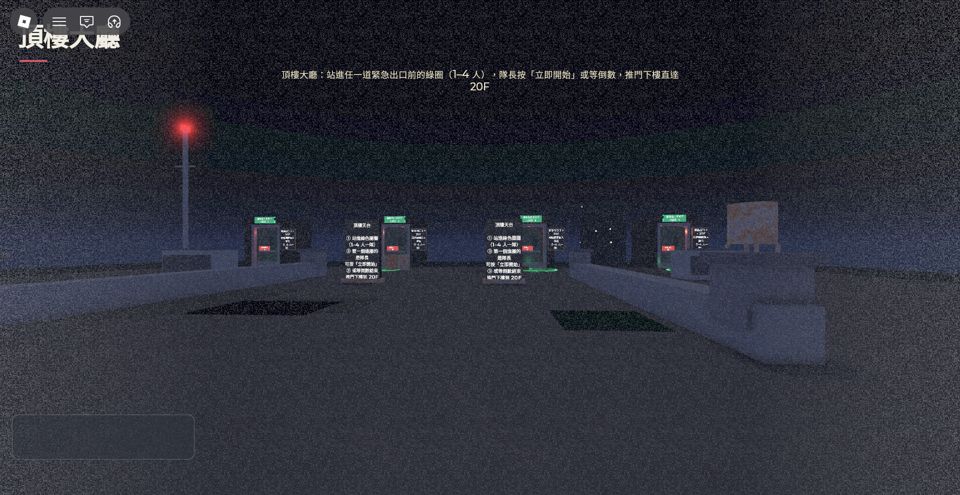 頂樓大廳
頂樓大廳：站進任一道緊急出口前的綠圈（1–4 人），隊長按「立即開始」或等倒數，推門下樓直達
20F
頂樓天台
① 站進綠色圓圈
（1–4 人一隊）
② 第一個進圈的
是隊長
可按「立即開始」
③ 或等倒數結束
推門下樓到 20F
頂樓天台
① 站進綠色圓圈
（1–4 人一隊）
② 第一個進圈的
是隊長
可按「立即開始」
③ 或等倒數結束
推門下樓到 20F